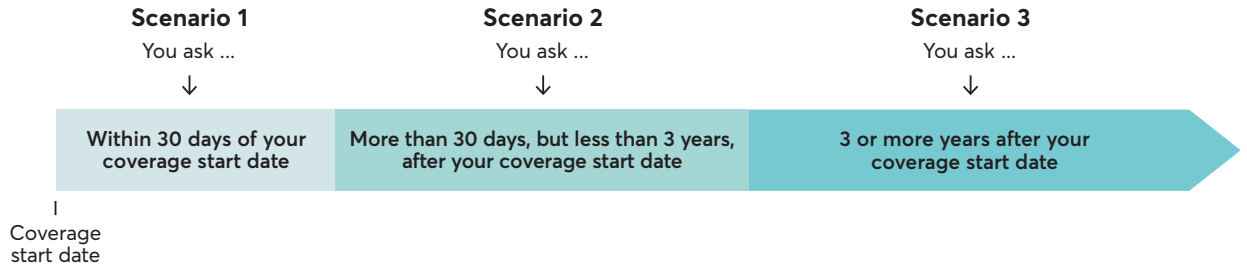 Scenario 1
You ask ...
Scenario 2
You ask ...
Scenario 3
You ask ...
Within 30 days of your
coverage start date
More than 30 days, but less than 3 years,
after your coverage start date
3 or more years after your
coverage start date
Coverage
start date